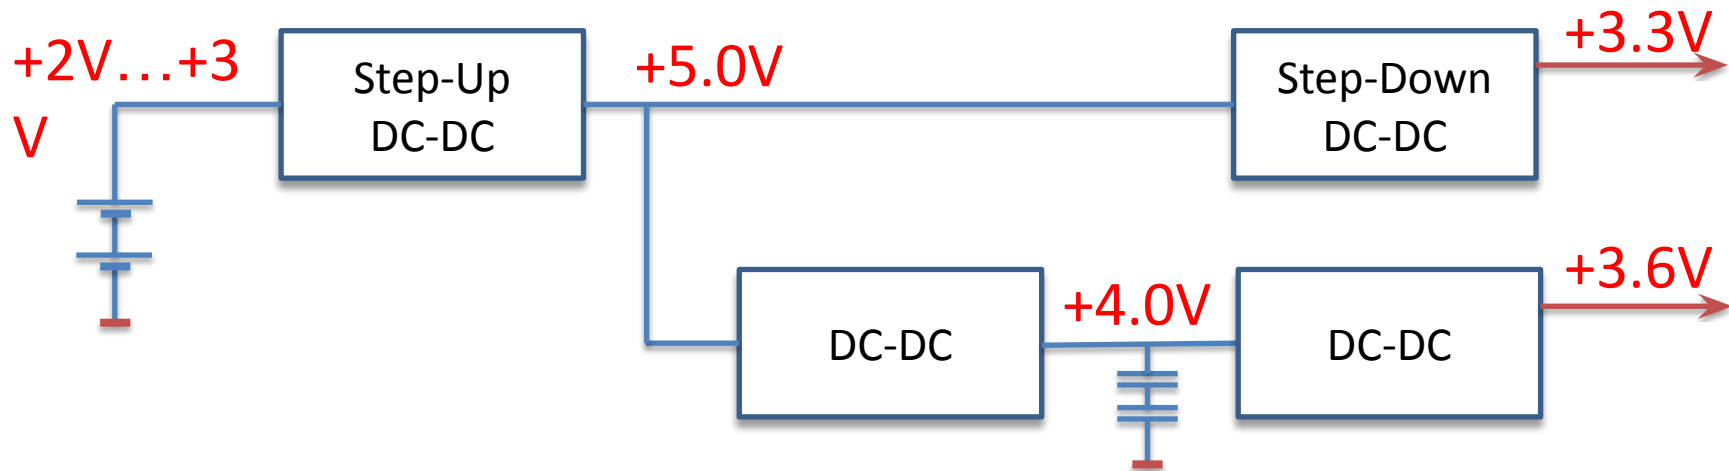 +2V...+3
V
Step-Up
DC-DC
+5.0V
Step-Down
DC-DC
+3.3V
DC-DC
+4.0V
DC-DC
+3.6V